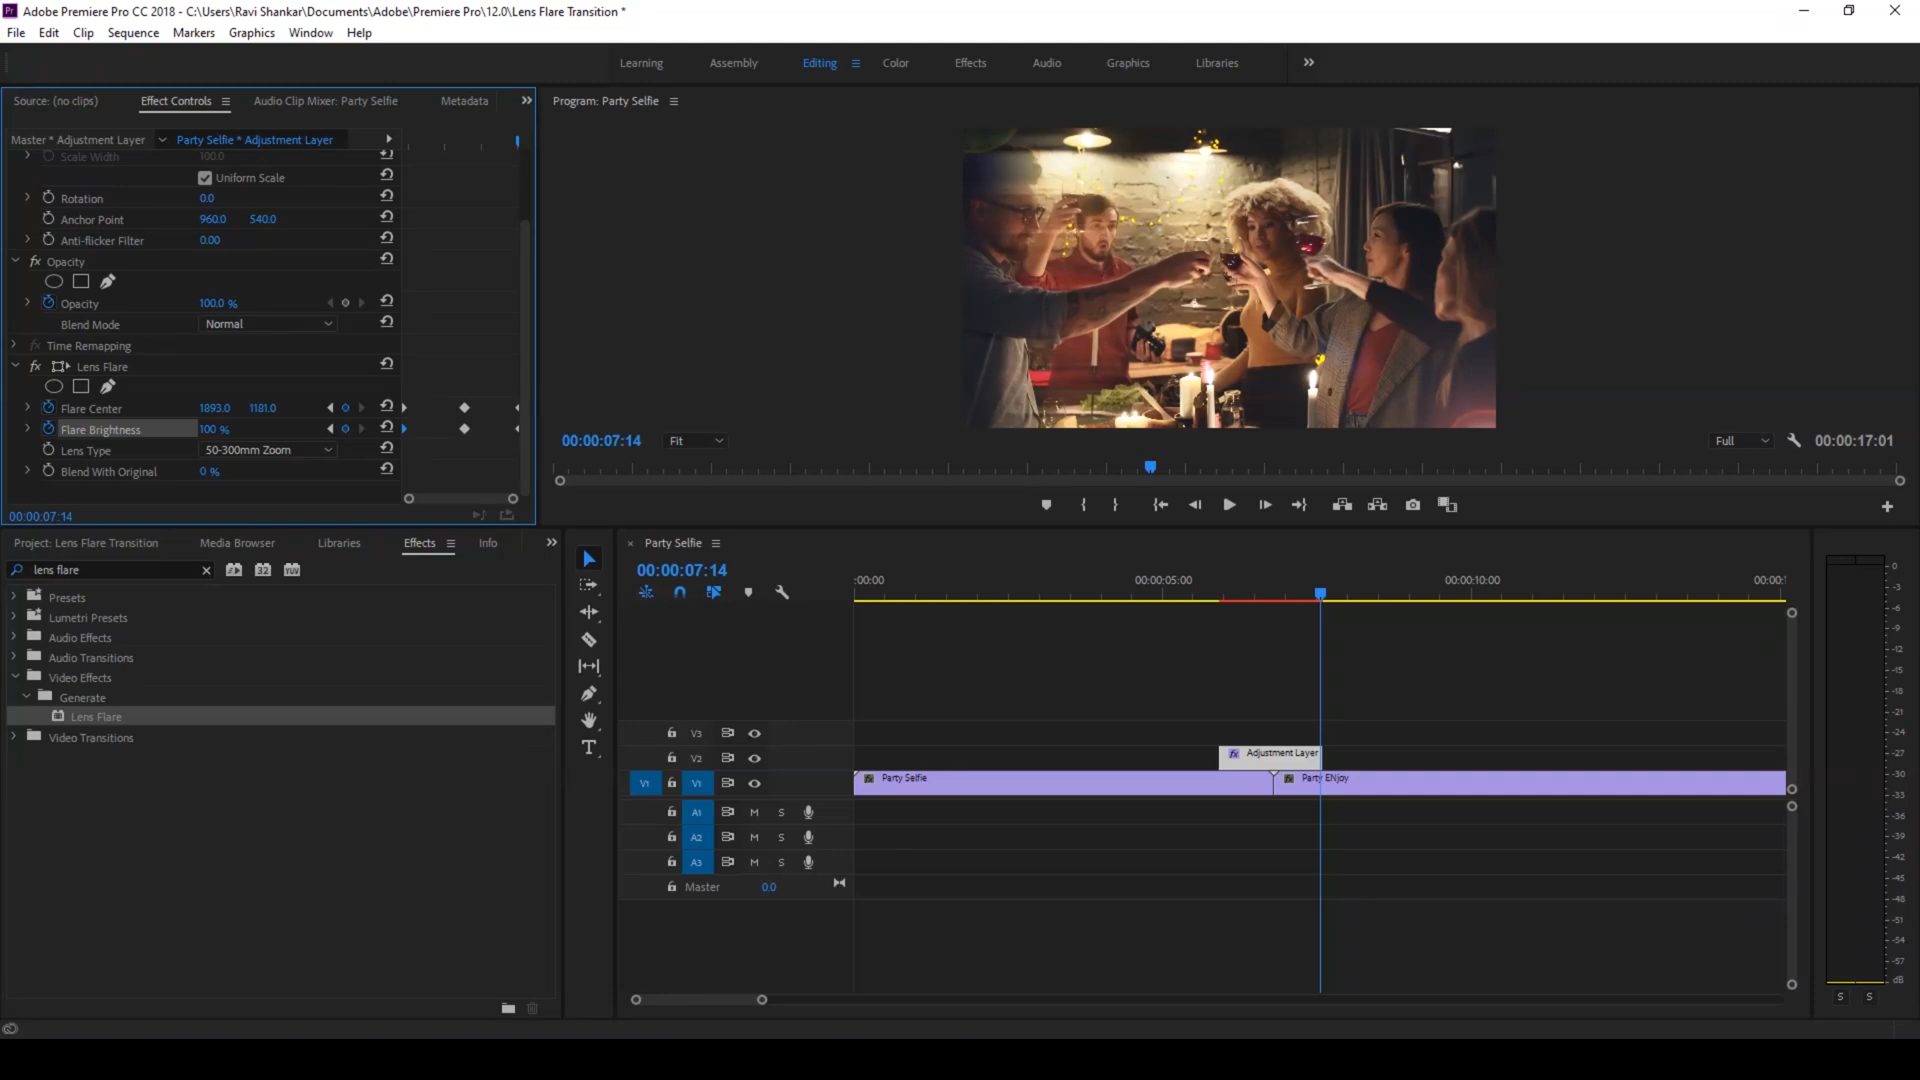 Pr Adobe Premiere Pro CC 2018 - C:\Users\Ravi Shankar\Documents\Adobe\Premiere Pro\12.0\Lens Flare Transition *
File Edit Clip Sequence Markers Graphics Window Help
Learning Assembly Editing Color Effects Audio Graphics Libraries
Source: (no clips) Effect Controls Audio Clip Mixer: Party Selfie Metadata
Program: Party Selfie
Master * Adjustment Layer Party Selfie * Adjustment Layer
Scale Width 100.0
Uniform Scale
Rotation 0.0
Anchor Point 960.0 540.0
Anti-flicker Filter 0.00
fx Opacity
Opacity 100.0 %
Blend Mode Normal
fx Time Remapping
fx Lens Flare
Flare Center 1893.0 1181.0
Flare Brightness 100 %
Lens Type 50-300mm Zoom
Blend With Original 0 %
00:00:07:14
00:00:07:14 Fit Full 00:00:17:01
Project: Lens Flare Transition Media Browser Libraries Effects Info
lens flare 32 YUV
Presets
Lumetri Presets
Audio Effects
Audio Transitions
Video Effects
Generate
Lens Flare
Video Transitions
× Party Selfie
00:00:07:14
:00:00 00:00:05:00 00:00:10:00 00:00:1
T
V3
V2 fx Adjustment Layer
V1 V1 fx Party Selfie fx Party ENjoy
A1 M S
A2 M S
A3 M S
Master 0.0
0
-3
-6
-9
-12
-15
-18
-21
-24
-27
-30
-33
-36
-39
-42
-45
-48
-51
-54
-57
dB
S S